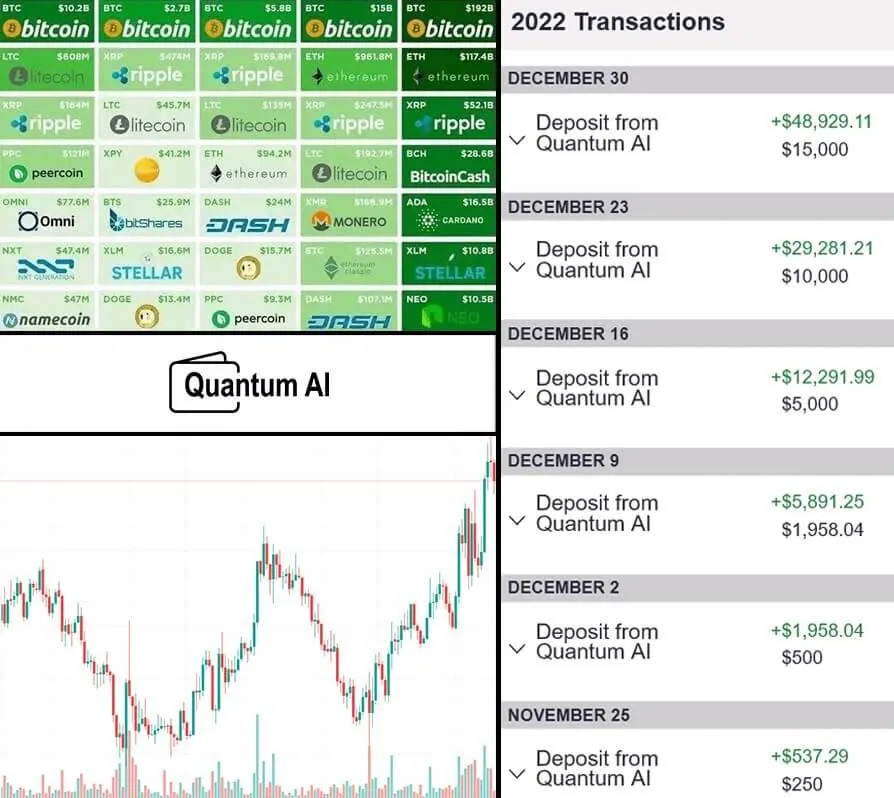 BTC $10.2B
bitcoin
BTC $2.7B
bitcoin
BTC $5.8B
bitcoin
BTC $15B
bitcoin
BTC $192B
bitcoin
LTC $608M
litecoin
XRP $474M
ripple
XRP $169.8M
ripple
ETH $961.8M
ethereum
ETH $117.4B
ethereum
XRP $164M
ripple
LTC $45.7M
litecoin
LTC $135M
litecoin
XRP $247.5M
ripple
XRP $52.1B
ripple
PPC $121M
peercoin
XPY $41.2M
ETH $94.2M
ethereum
LTC $192.7M
litecoin
BCH $28.6B
BitcoinCash
OMNI $77.6M
Omni
BTS $25.9M
bitShares
DASH $24M
DASH
XMR $166.9M
MONERO
ADA $16.5B
CARDANO
NXT $47.4M
NXT GENERATION
XLM $16.6M
STELLAR
DOGE $15.7M
ETC $125.5M
ethereum
classic
XLM $10.8B
STELLAR
NMC $47M
namecoin
DOGE $13.4M
PPC $9.3M
peercoin
DASH $107.1M
DASH
NEO $10.5B
NEO
Quantum AI
2022 Transactions
DECEMBER 30
Deposit from +$48,929.11
Quantum AI $15,000
DECEMBER 23
Deposit from +$29,281.21
Quantum AI $10,000
DECEMBER 16
Deposit from +$12,291.99
Quantum AI $5,000
DECEMBER 9
Deposit from +$5,891.25
Quantum AI $1,958.04
DECEMBER 2
Deposit from +$1,958.04
Quantum AI $500
NOVEMBER 25
Deposit from +$537.29
Quantum AI $250